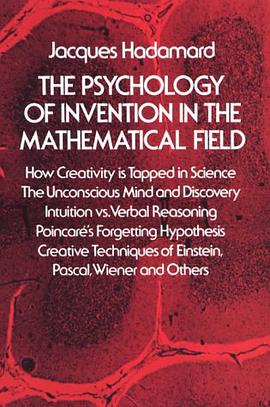 Jacques Hadamard
THE PSYCHOLOGY
OF INVENTION IN THE
MATHEMATICAL FIELD
How Creativity is Tapped in Science
The Unconscious Mind and Discovery
Intuition vs. Verbal Reasoning
Poincaré's Forgetting Hypothesis
Creative Techniques of Einstein,
Pascal, Wiener and Others